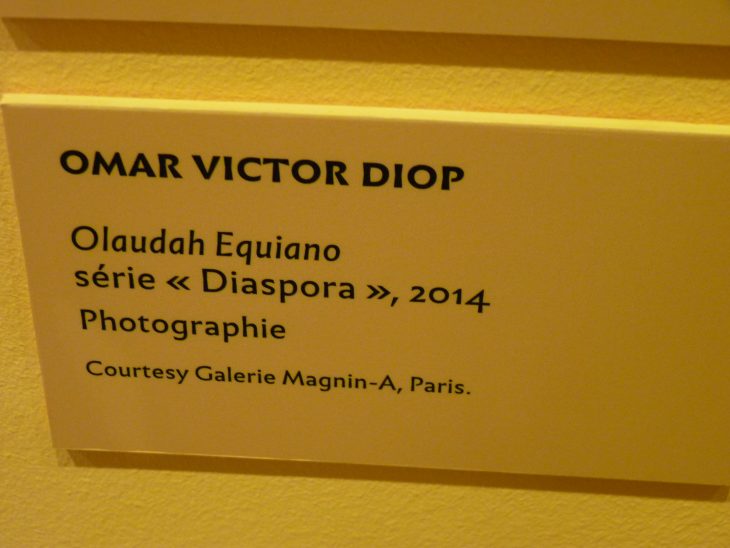 OMAR VICTOR DIOP
Olaudah Equiano
série « Diaspora », 2014
Photographie
Courtesy Galerie Magnin-A, Paris.